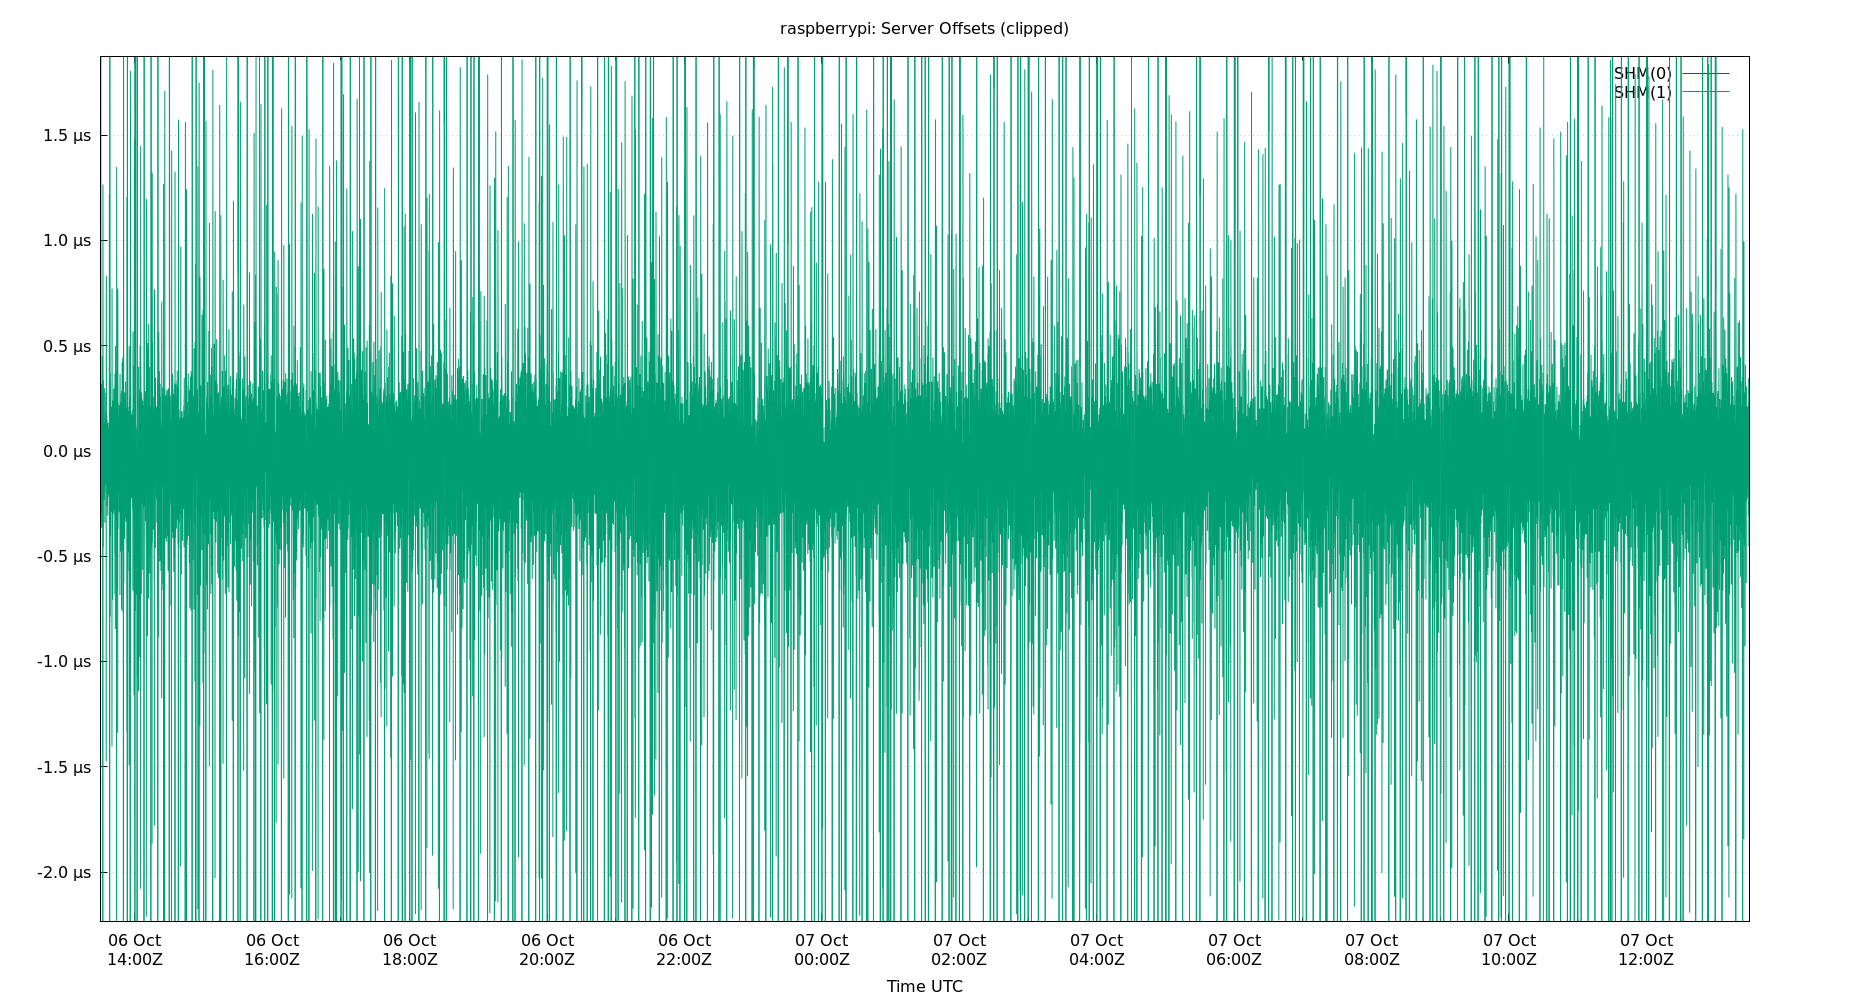 raspberrypi: Server Offsets (clipped)
SHM(0)
SHM(1)
1.5 µs
1.0 µs
0.5 µs
0.0 µs
-0.5 µs
-1.0 µs
-1.5 µs
-2.0 µs
06 Oct 06 Oct 06 Oct 06 Oct 06 Oct 07 Oct 07 Oct 07 Oct 07 Oct 07 Oct 07 Oct 07 Oct
14:00Z 16:00Z 18:00Z 20:00Z 22:00Z 00:00Z 02:00Z 04:00Z 06:00Z 08:00Z 10:00Z 12:00Z
Time UTC